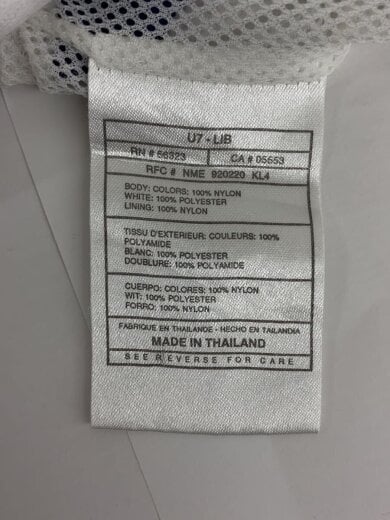 U7 - LIB
RN # 56323 CA # 05553
RFC # NME 920220 KL4
BODY: COLORS: 100% NYLON
WHITE: 100% POLYESTER
LINING: 100% NYLON
TISSU D'EXTERIEUR: COULEURS: 100%
POLYAMIDE
BLANC: 100% POLYESTER
DOUBLURE: 100% POLYAMIDE
CUERPO: COLORES: 100% NYLON
WIT: 100% POLYESTER
FORRO: 100% NYLON
FABRIQUE EN THAILANDE - HECHO EN TAILANDIA
MADE IN THAILAND
SEE REVERSE FOR CARE